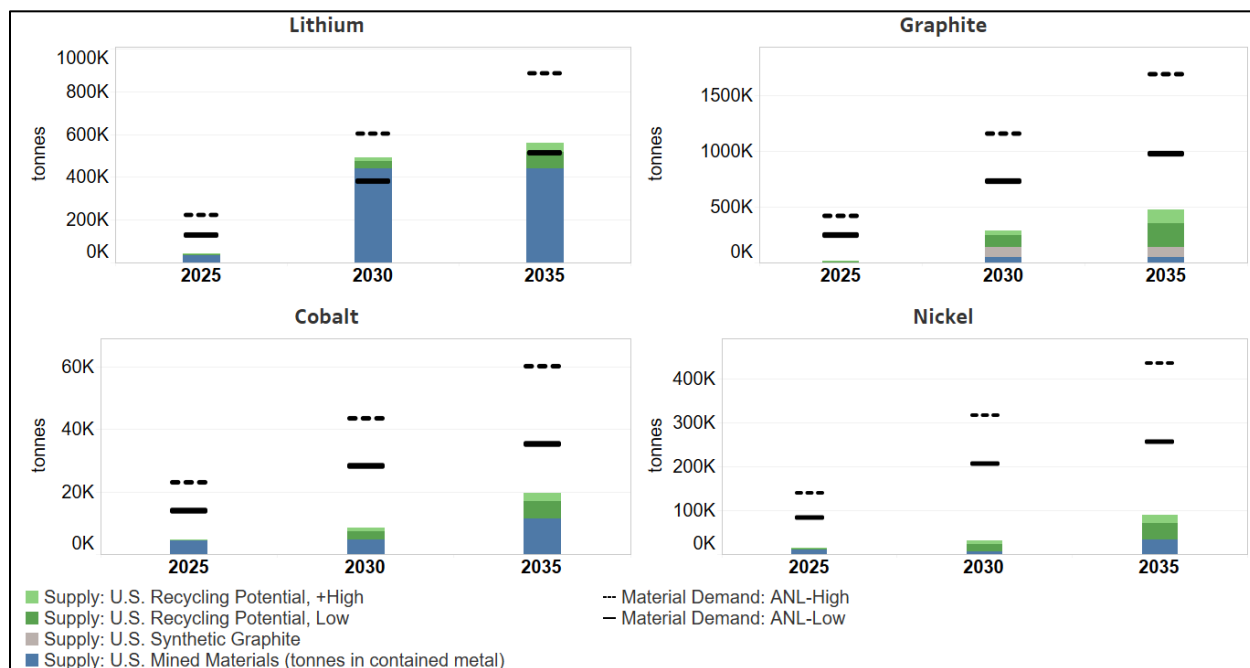 Lithium
1000K
800K
600K
400K
200K
0K
tonnes
2025 2030 2035
Graphite
1500K
1000K
500K
0K
tonnes
2025 2030 2035
Cobalt
60K
40K
20K
0K
tonnes
2025 2030 2035
Nickel
400K
300K
200K
100K
0K
tonnes
2025 2030 2035
Supply: U.S. Recycling Potential, +High
Supply: U.S. Recycling Potential, Low
Supply: U.S. Synthetic Graphite
Supply: U.S. Mined Materials (tonnes in contained metal)
Material Demand: ANL-High
Material Demand: ANL-Low